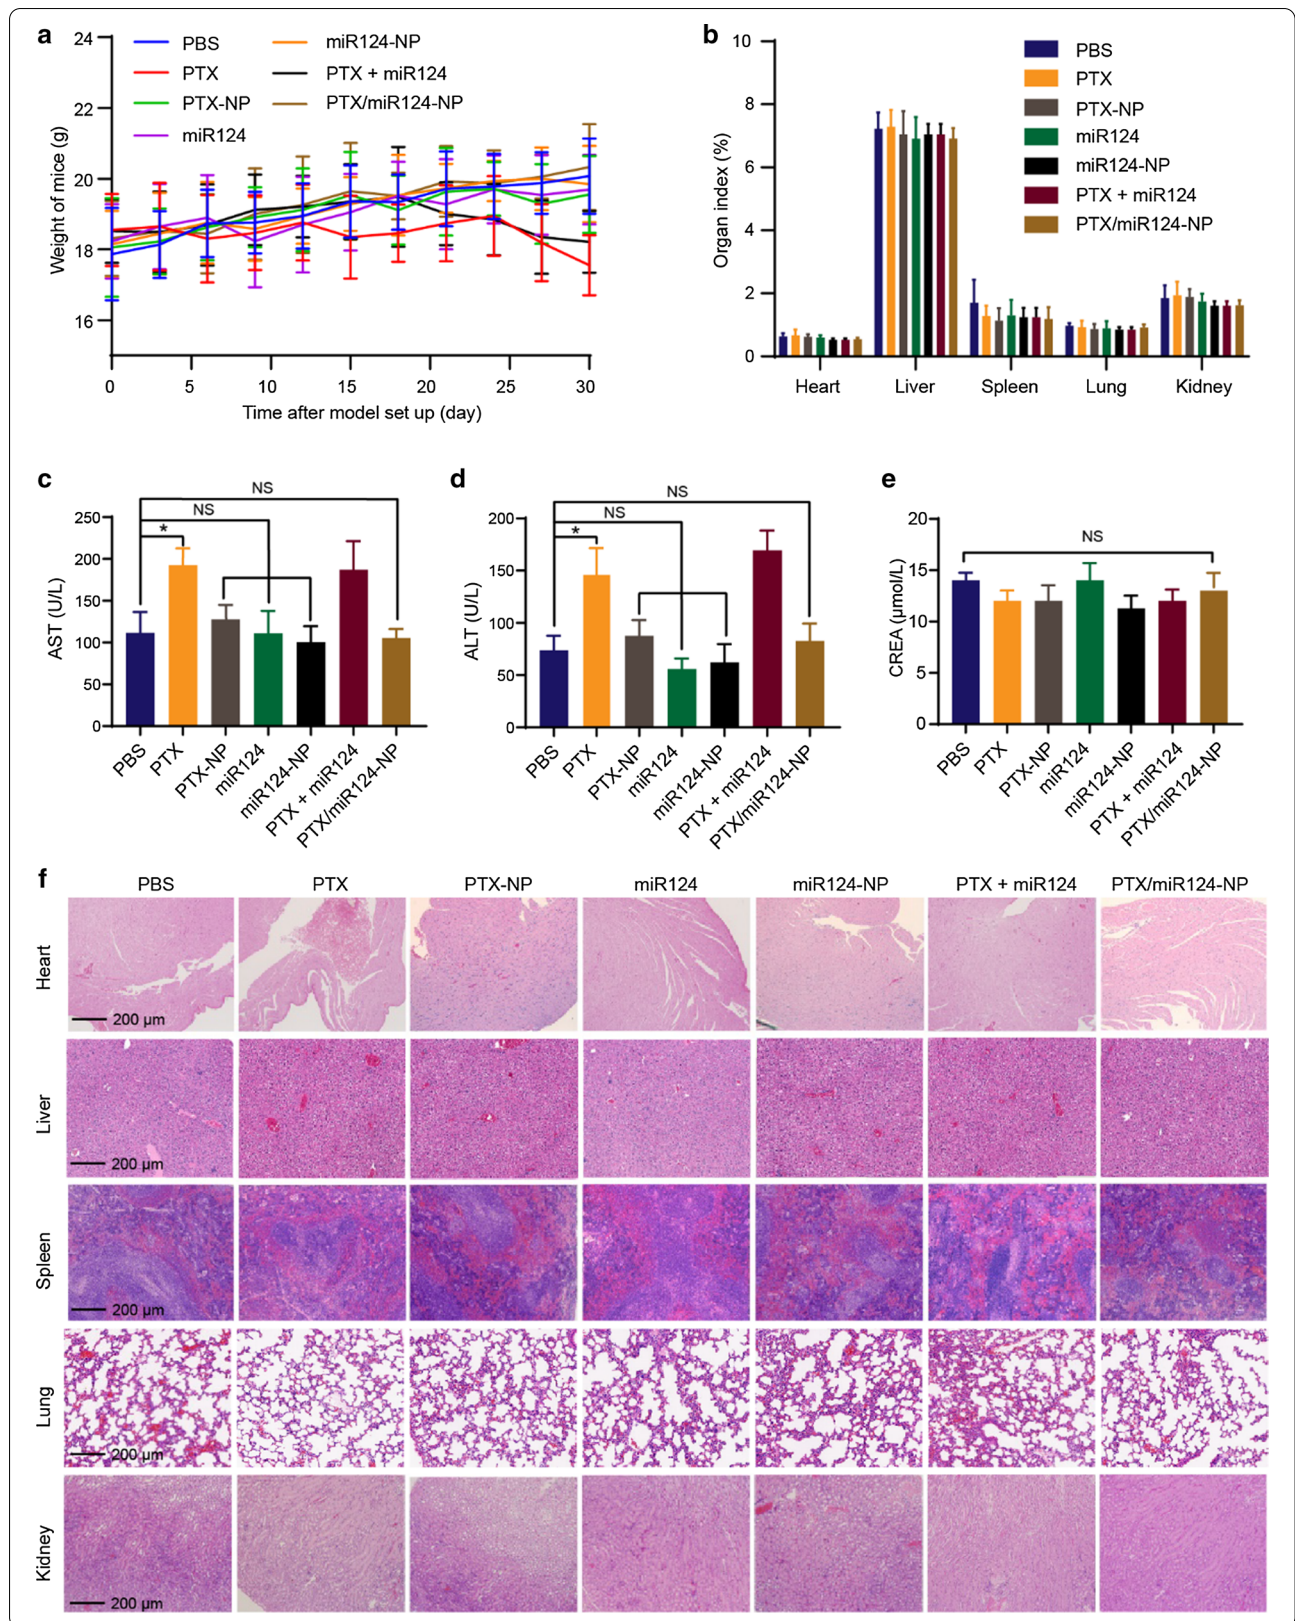 a
24
22
20
18
16
Weight of mice (g)
PBS
PTX
PTX-NP
miR124
miR124-NP
PTX + miR124
PTX/miR124-NP
0 5 10 15 20 25 30
Time after model set up (day)
b
10
8
6
4
2
0
Organ index (%)
PBS
PTX
PTX-NP
miR124
miR124-NP
PTX + miR124
PTX/miR124-NP
Heart Liver Spleen Lung Kidney
c
250
200
150
100
50
0
AST (U/L)
NS
NS
*
PBS
PTX
PTX-NP
miR124
miR124-NP
PTX + miR124
PTX/miR124-NP
d
200
150
100
50
0
ALT (U/L)
NS
NS
*
PBS
PTX
PTX-NP
miR124
miR124-NP
PTX + miR124
PTX/miR124-NP
e
20
15
10
5
0
CREA (µmol/L)
NS
PBS
PTX
PTX-NP
miR124
miR124-NP
PTX + miR124
PTX/miR124-NP
f
PBS PTX PTX-NP miR124 miR124-NP PTX + miR124 PTX/miR124-NP
Heart
200 µm
Liver
200 µm
Spleen
200 µm
Lung
200 µm
Kidney
200 µm